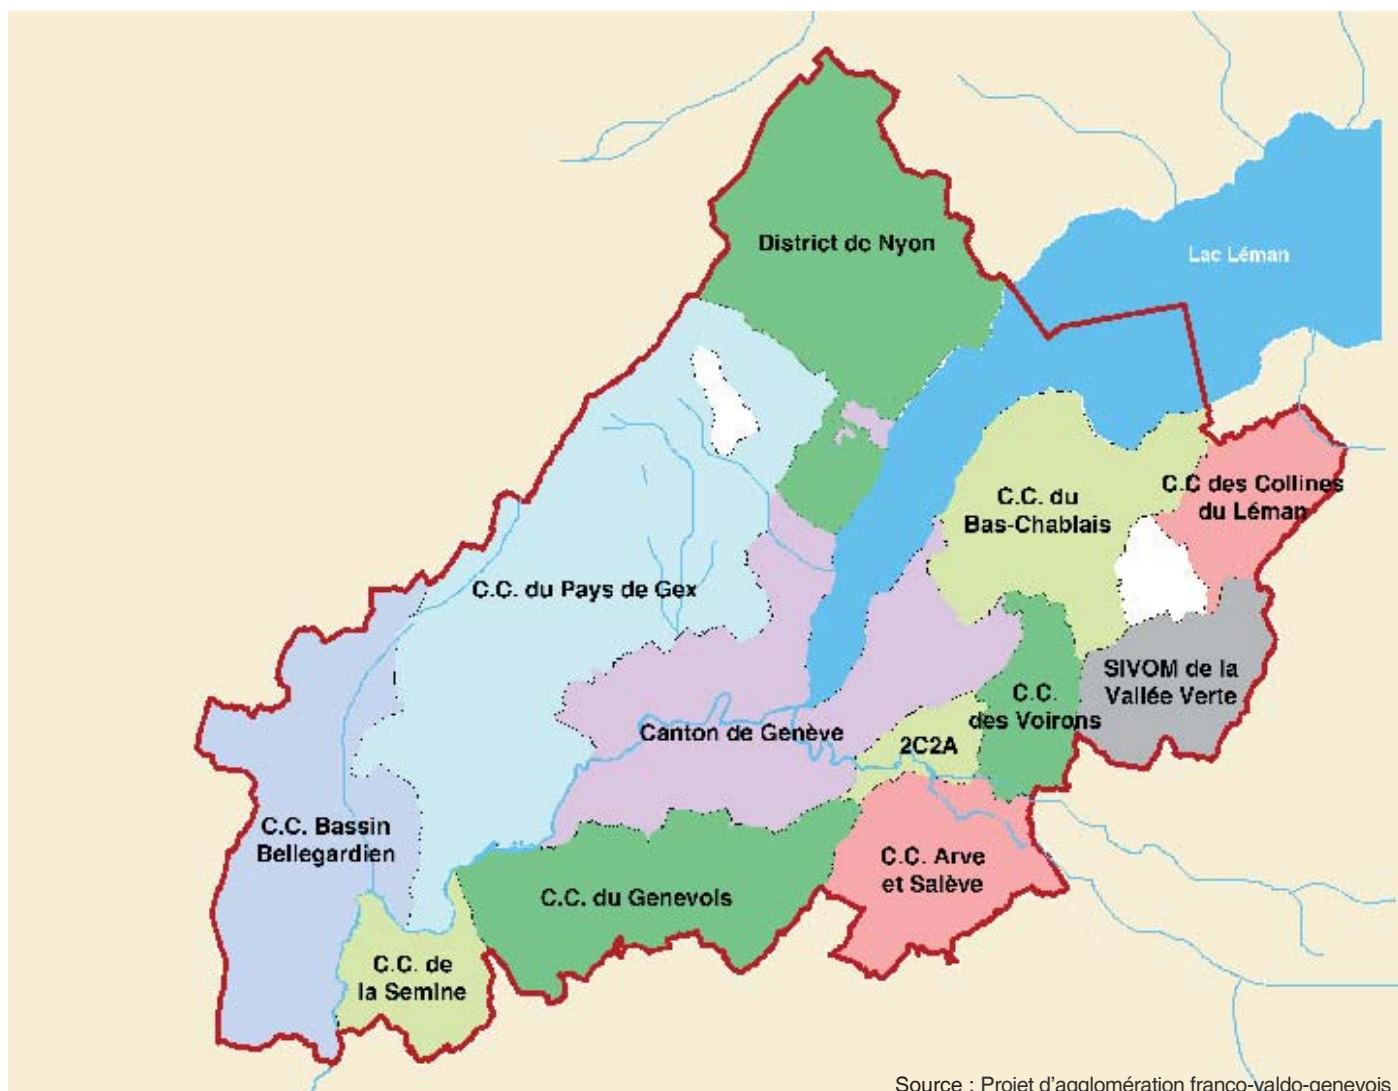 District de Nyon
Lac Léman
C.C. du
Bas-Chablais
C.C des Collines
du Léman
C.C. du Pays de Gex
SIVOM de la
Vallée Verte
C.C.
des Voirons
Canton de Genève
2C2A
C.C. Bassin
Bellegardien
C.C. Arve
et Salève
C.C. du Genevois
C.C. de
la Semine
Source : Projet d'agglomération franco-valdo-genevois